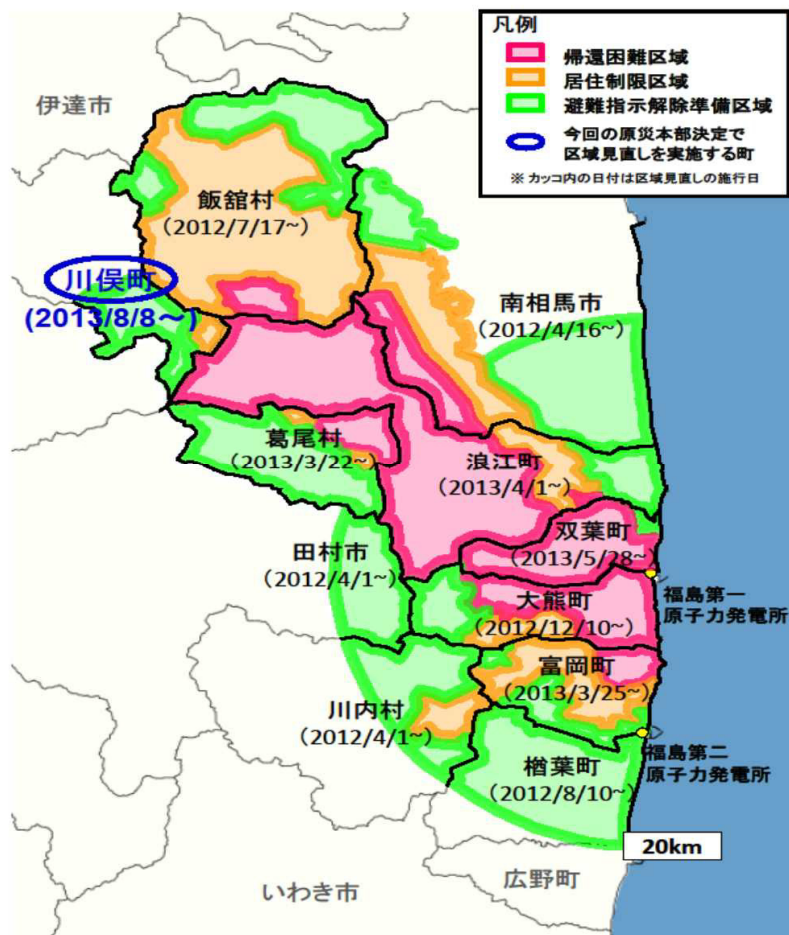 凡例
帰還困難区域
居住制限区域
避難指示解除準備区域
今回の原災本部決定で
区域見直しを実施する町
※ カッコ内の日付は区域見直しの施行日
伊達市
飯舘村
（2012/7/17~）
川俣町
(2013/8/8～)
南相馬市
（2012/4/16~）
葛尾村
（2013/3/22~）
浪江町
（2013/4/1~）
双葉町
（2013/5/28~）
田村市
（2012/4/1~）
大熊町
（2012/12/10~）
福島第一
原子力発電所
富岡町
（2013/3/25~）
川内村
（2012/4/1~）
福島第二
原子力発電所
楢葉町
（2012/8/10~）
20km
広野町
いわき市